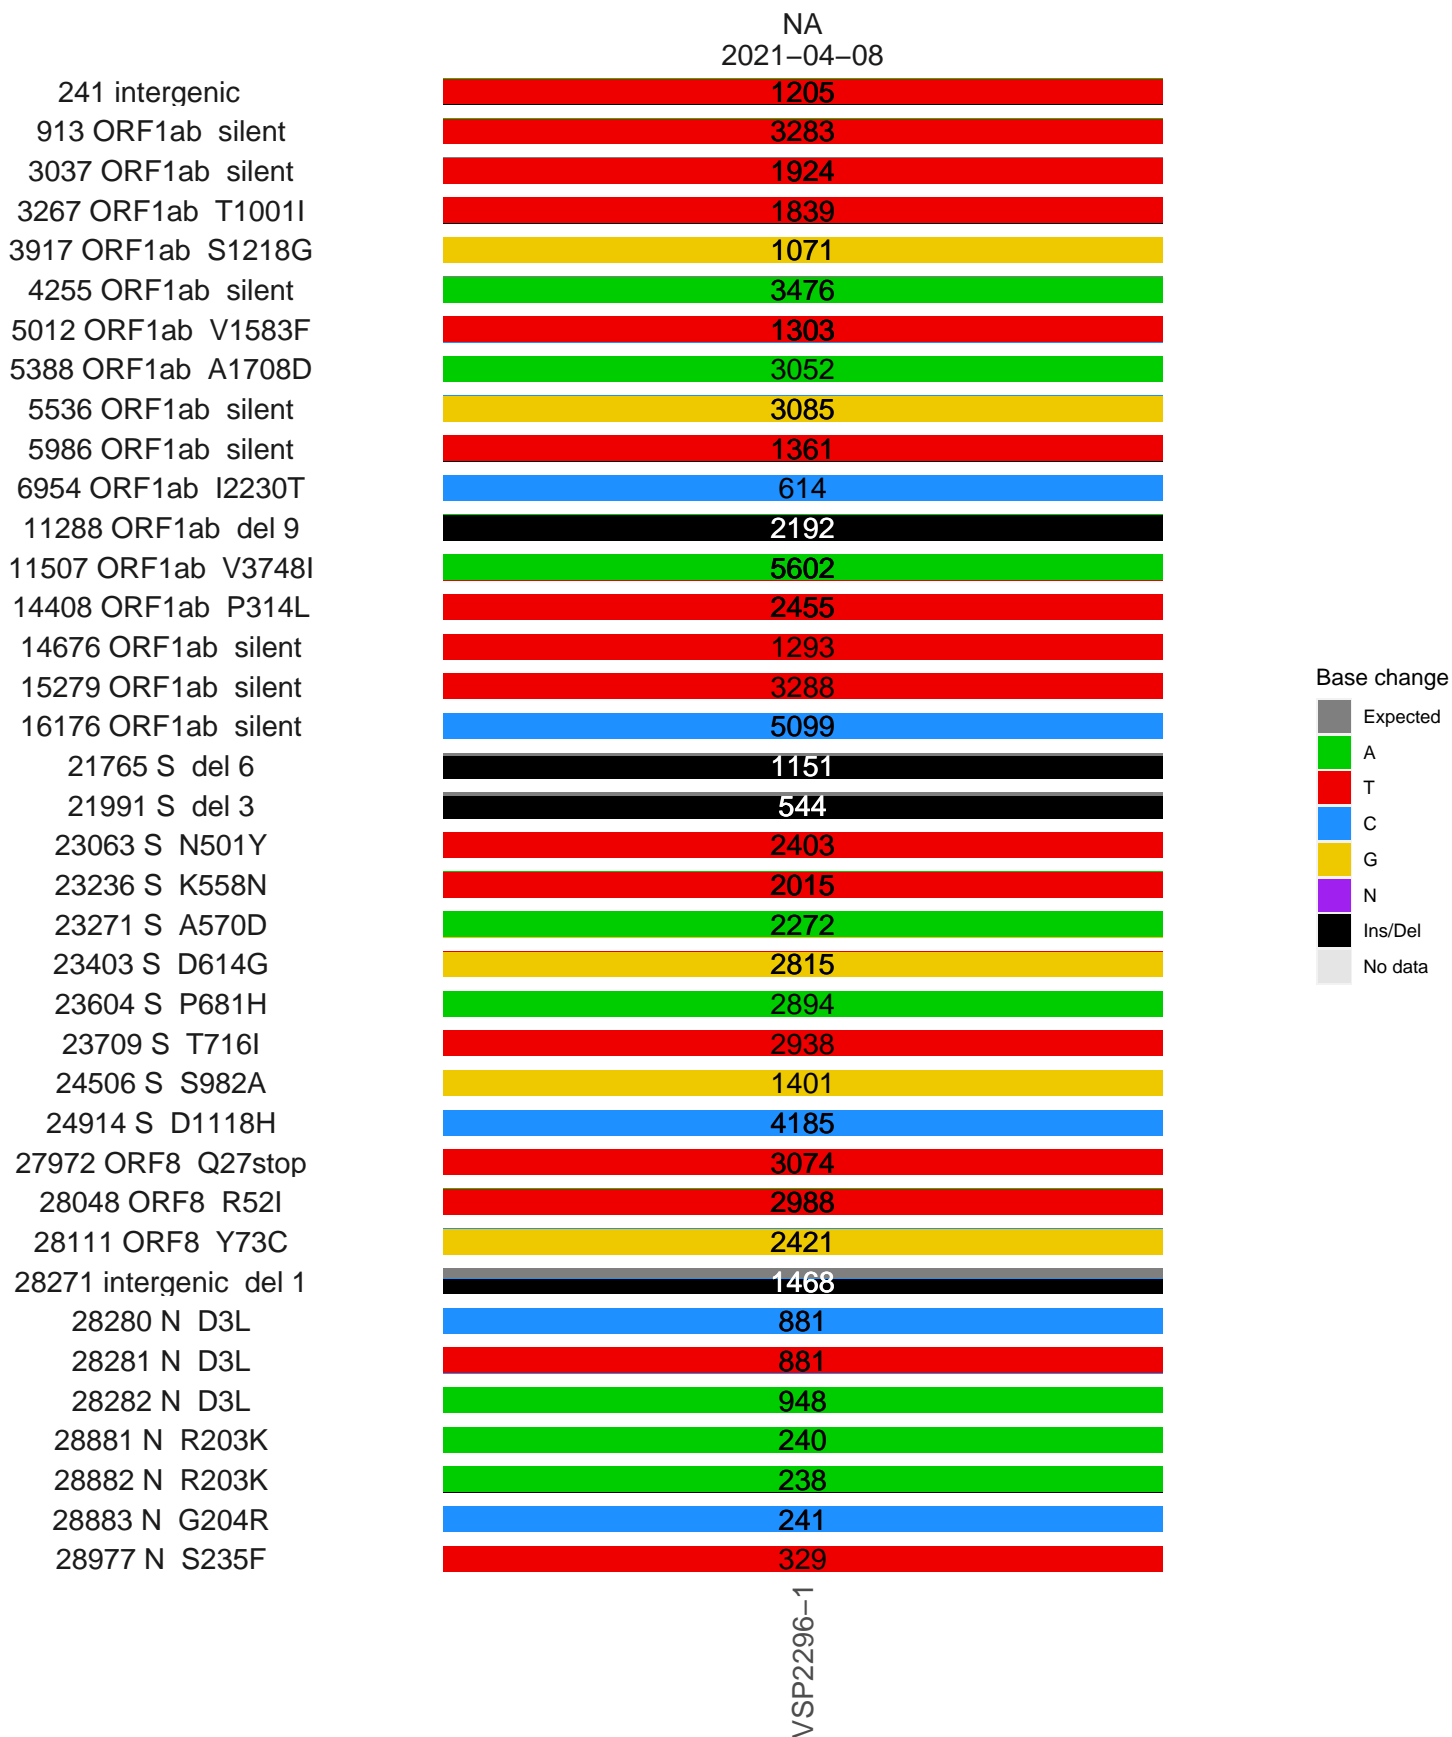 NA
2021−04−08
241 intergenic 1205
913 ORF1ab silent 3283
3037 ORF1ab silent 1924
3267 ORF1ab T1001I 1839
3917 ORF1ab S1218G 1071
4255 ORF1ab silent 3476
5012 ORF1ab V1583F 1303
5388 ORF1ab A1708D 3052
5536 ORF1ab silent 3085
5986 ORF1ab silent 1361
6954 ORF1ab I2230T 614
11288 ORF1ab del 9 2192
11507 ORF1ab V3748I 5602
14408 ORF1ab P314L 2455
14676 ORF1ab silent 1293
15279 ORF1ab silent 3288
16176 ORF1ab silent 5099
21765 S del 6 1151
21991 S del 3 544
23063 S N501Y 2403
23236 S K558N 2015
23271 S A570D 2272
23403 S D614G 2815
23604 S P681H 2894
23709 S T716I 2938
24506 S S982A 1401
24914 S D1118H 4185
27972 ORF8 Q27stop 3074
28048 ORF8 R52I 2988
28111 ORF8 Y73C 2421
28271 intergenic del 1 1468
28280 N D3L 881
28281 N D3L 881
28282 N D3L 948
28881 N R203K 240
28882 N R203K 238
28883 N G204R 241
28977 N S235F 329
VSP2296−1
Base change
Expected
A
T
C
G
N
Ins/Del
No data